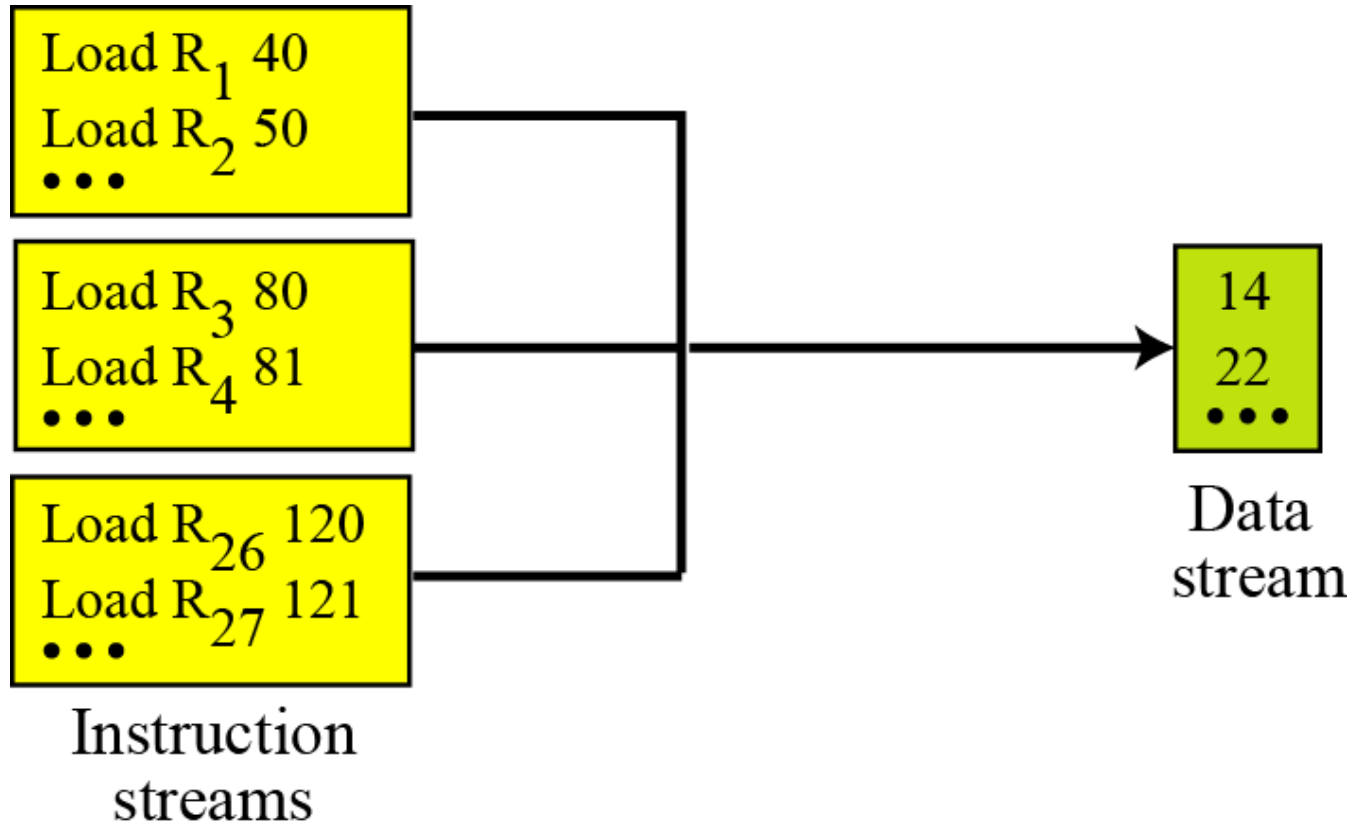 Load R₁ 40
Load R₂ 50
•••
Load R₃ 80
Load R₄ 81
•••
Load R₂₆ 120
Load R₂₇ 121
•••
Instruction
streams
14
22
•••
Data
stream